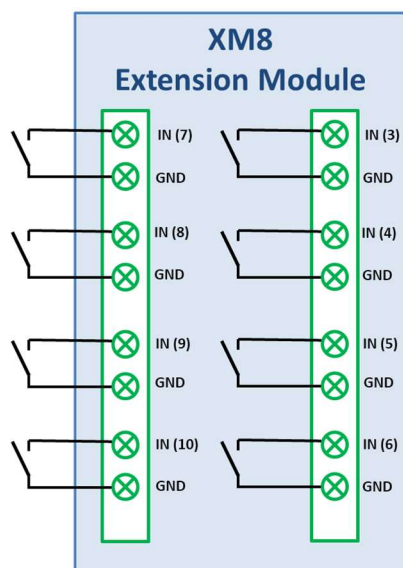 XM8
Extension Module
IN (7)
GND
IN (8)
GND
IN (9)
GND
IN (10)
GND
IN (3)
GND
IN (4)
GND
IN (5)
GND
IN (6)
GND